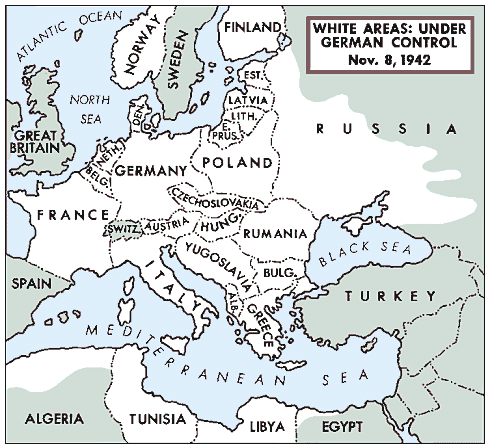 WHITE AREAS: UNDER
GERMAN CONTROL
Nov. 8, 1942
ATLANTIC OCEAN
NORWAY
SWEDEN
FINLAND
EST.
LATVIA
LITH.
E.
PRUS.
RUSSIA
NORTH
SEA
DEN.
GREAT
BRITAIN
NETH.
BELG.
GERMANY
POLAND
CZECHOSLOVAKIA
FRANCE
SWITZ.
AUSTRIA
HUNG.
RUMANIA
YUGOSLAVIA
BLACK SEA
BULG.
ITALY
ALB.
GREECE
SPAIN
TURKEY
MEDITERRANEAN SEA
ALGERIA
TUNISIA
LIBYA
EGYPT